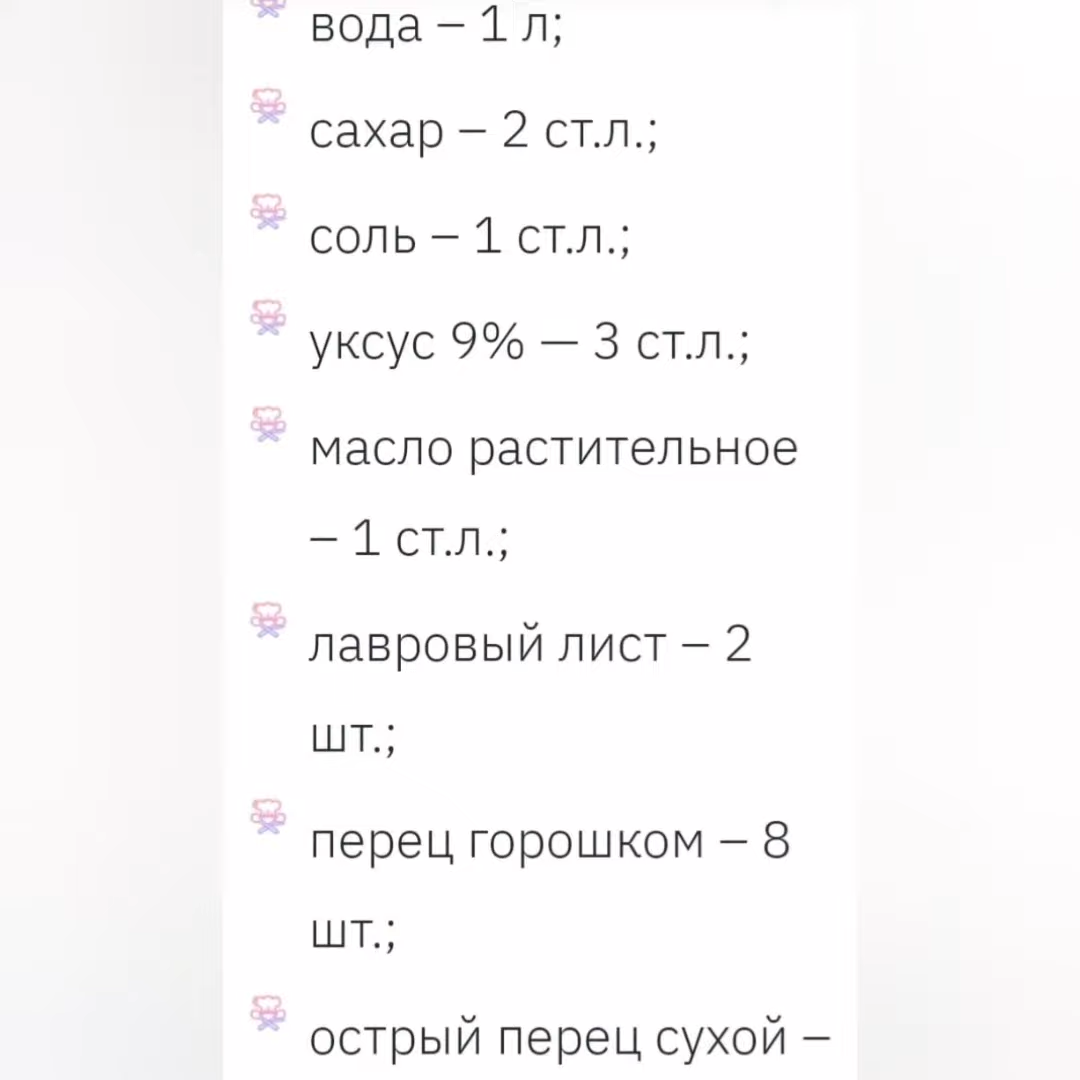 вода – 1 л;
сахар – 2 ст.л.;
соль – 1 ст.л.;
уксус 9% — 3 ст.л.;
масло растительное
– 1 ст.л.;
лавровый лист – 2
шт.;
перец горошком – 8
шт.;
острый перец сухой –